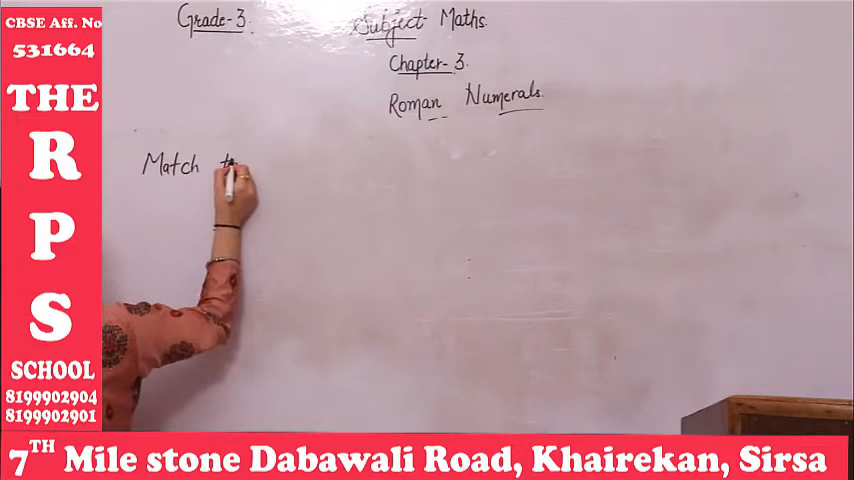 CBSE Aff. No
531664
THE
R
P
S
SCHOOL
8199902904
8199902901
Grade-3.
Subject- Maths.
Chapter- 3.
Roman Numerals.
Match
7TH Mile stone Dabawali Road, Khairekan, Sirsa